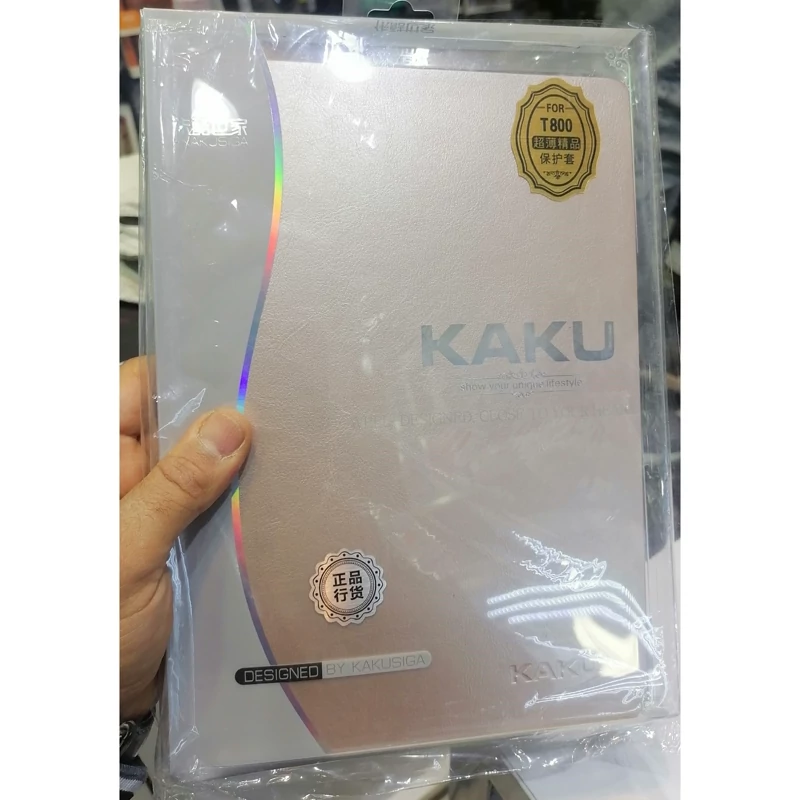 KAKUSIGA
FOR
T800
超薄精品
保护套
KAKU
show your unique lifestyle
正品
行货
DESIGNED BY KAKUSIGA
KAKU